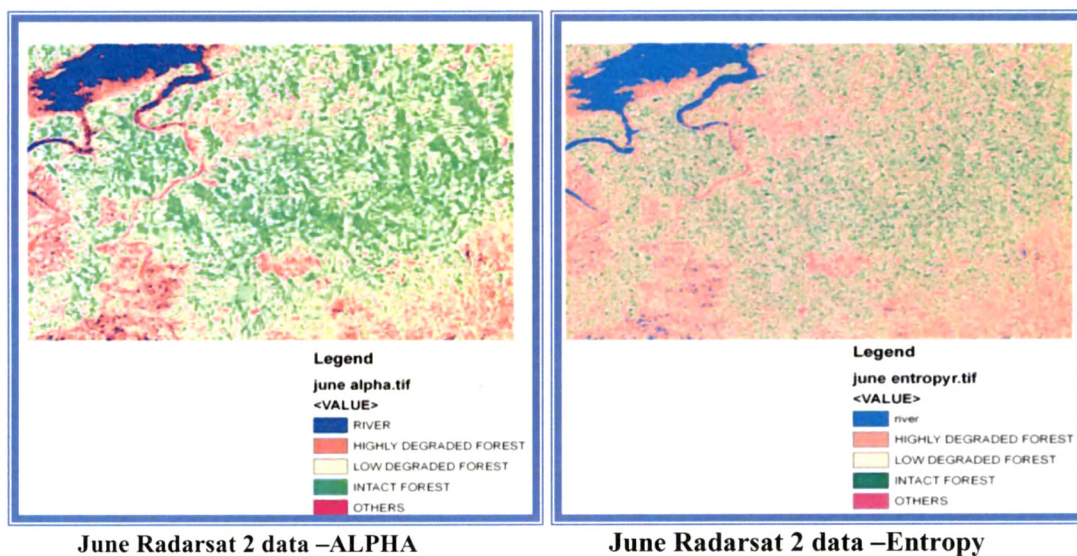 Legend
june alpha.tif
<VALUE>
RIVER
HIGHLY DEGRADED FOREST
LOW DEGRADED FOREST
INTACT FOREST
OTHERS
June Radarsat 2 data –ALPHA
Legend
june entropyr.tif
<VALUE>
river
HIGHLY DEGRADED FOREST
LOW DEGRADED FOREST
INTACT FOREST
OTHERS
June Radarsat 2 data –Entropy